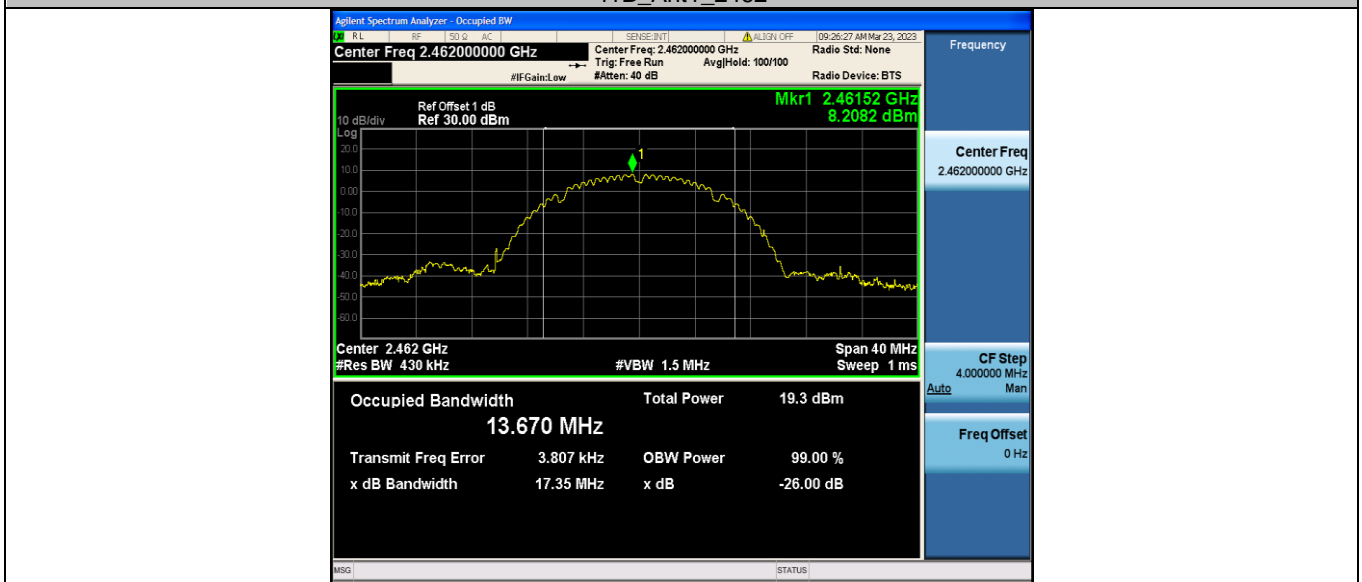 Agilent Spectrum Analyzer - Occupied BW
RL RF 50 Ω AC SENSE:INT ALIGN OFF 09:26:27 AM Mar 23, 2023
Center Freq 2.462000000 GHz
Center Freq: 2.462000000 GHz
Radio Std: None
Trig: Free Run Avg|Hold: 100/100
#IFGain:Low
#Atten: 40 dB
Radio Device: BTS
Mkr1 2.46152 GHz
8.2082 dBm
Ref Offset 1 dB
10 dB/div Ref 30.00 dBm
Log
20.0
1
10.0
0.00
-10.0
-20.0
-30.0
-40.0
-50.0
-60.0
Center 2.462 GHz
Span 40 MHz
#Res BW 430 kHz
#VBW 1.5 MHz
Sweep 1 ms
Occupied Bandwidth
13.670 MHz
Total Power 19.3 dBm
Transmit Freq Error 3.807 kHz
OBW Power 99.00 %
x dB Bandwidth 17.35 MHz
x dB -26.00 dB
MSG
STATUS
Frequency
Center Freq
2.462000000 GHz
CF Step
4.000000 MHz
Auto Man
Freq Offset
0 Hz